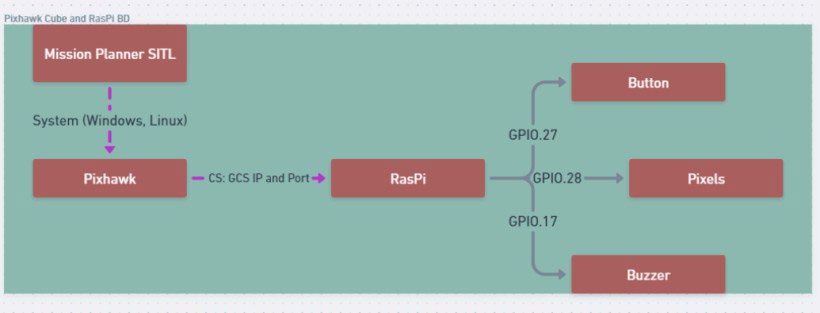 Pixhawk Cube and RasPi BD
Mission Planner SITL
System (Windows, Linux)
Pixhawk
CS: GCS IP and Port
RasPi
GPIO.27
Button
GPIO.28
Pixels
GPIO.17
Buzzer